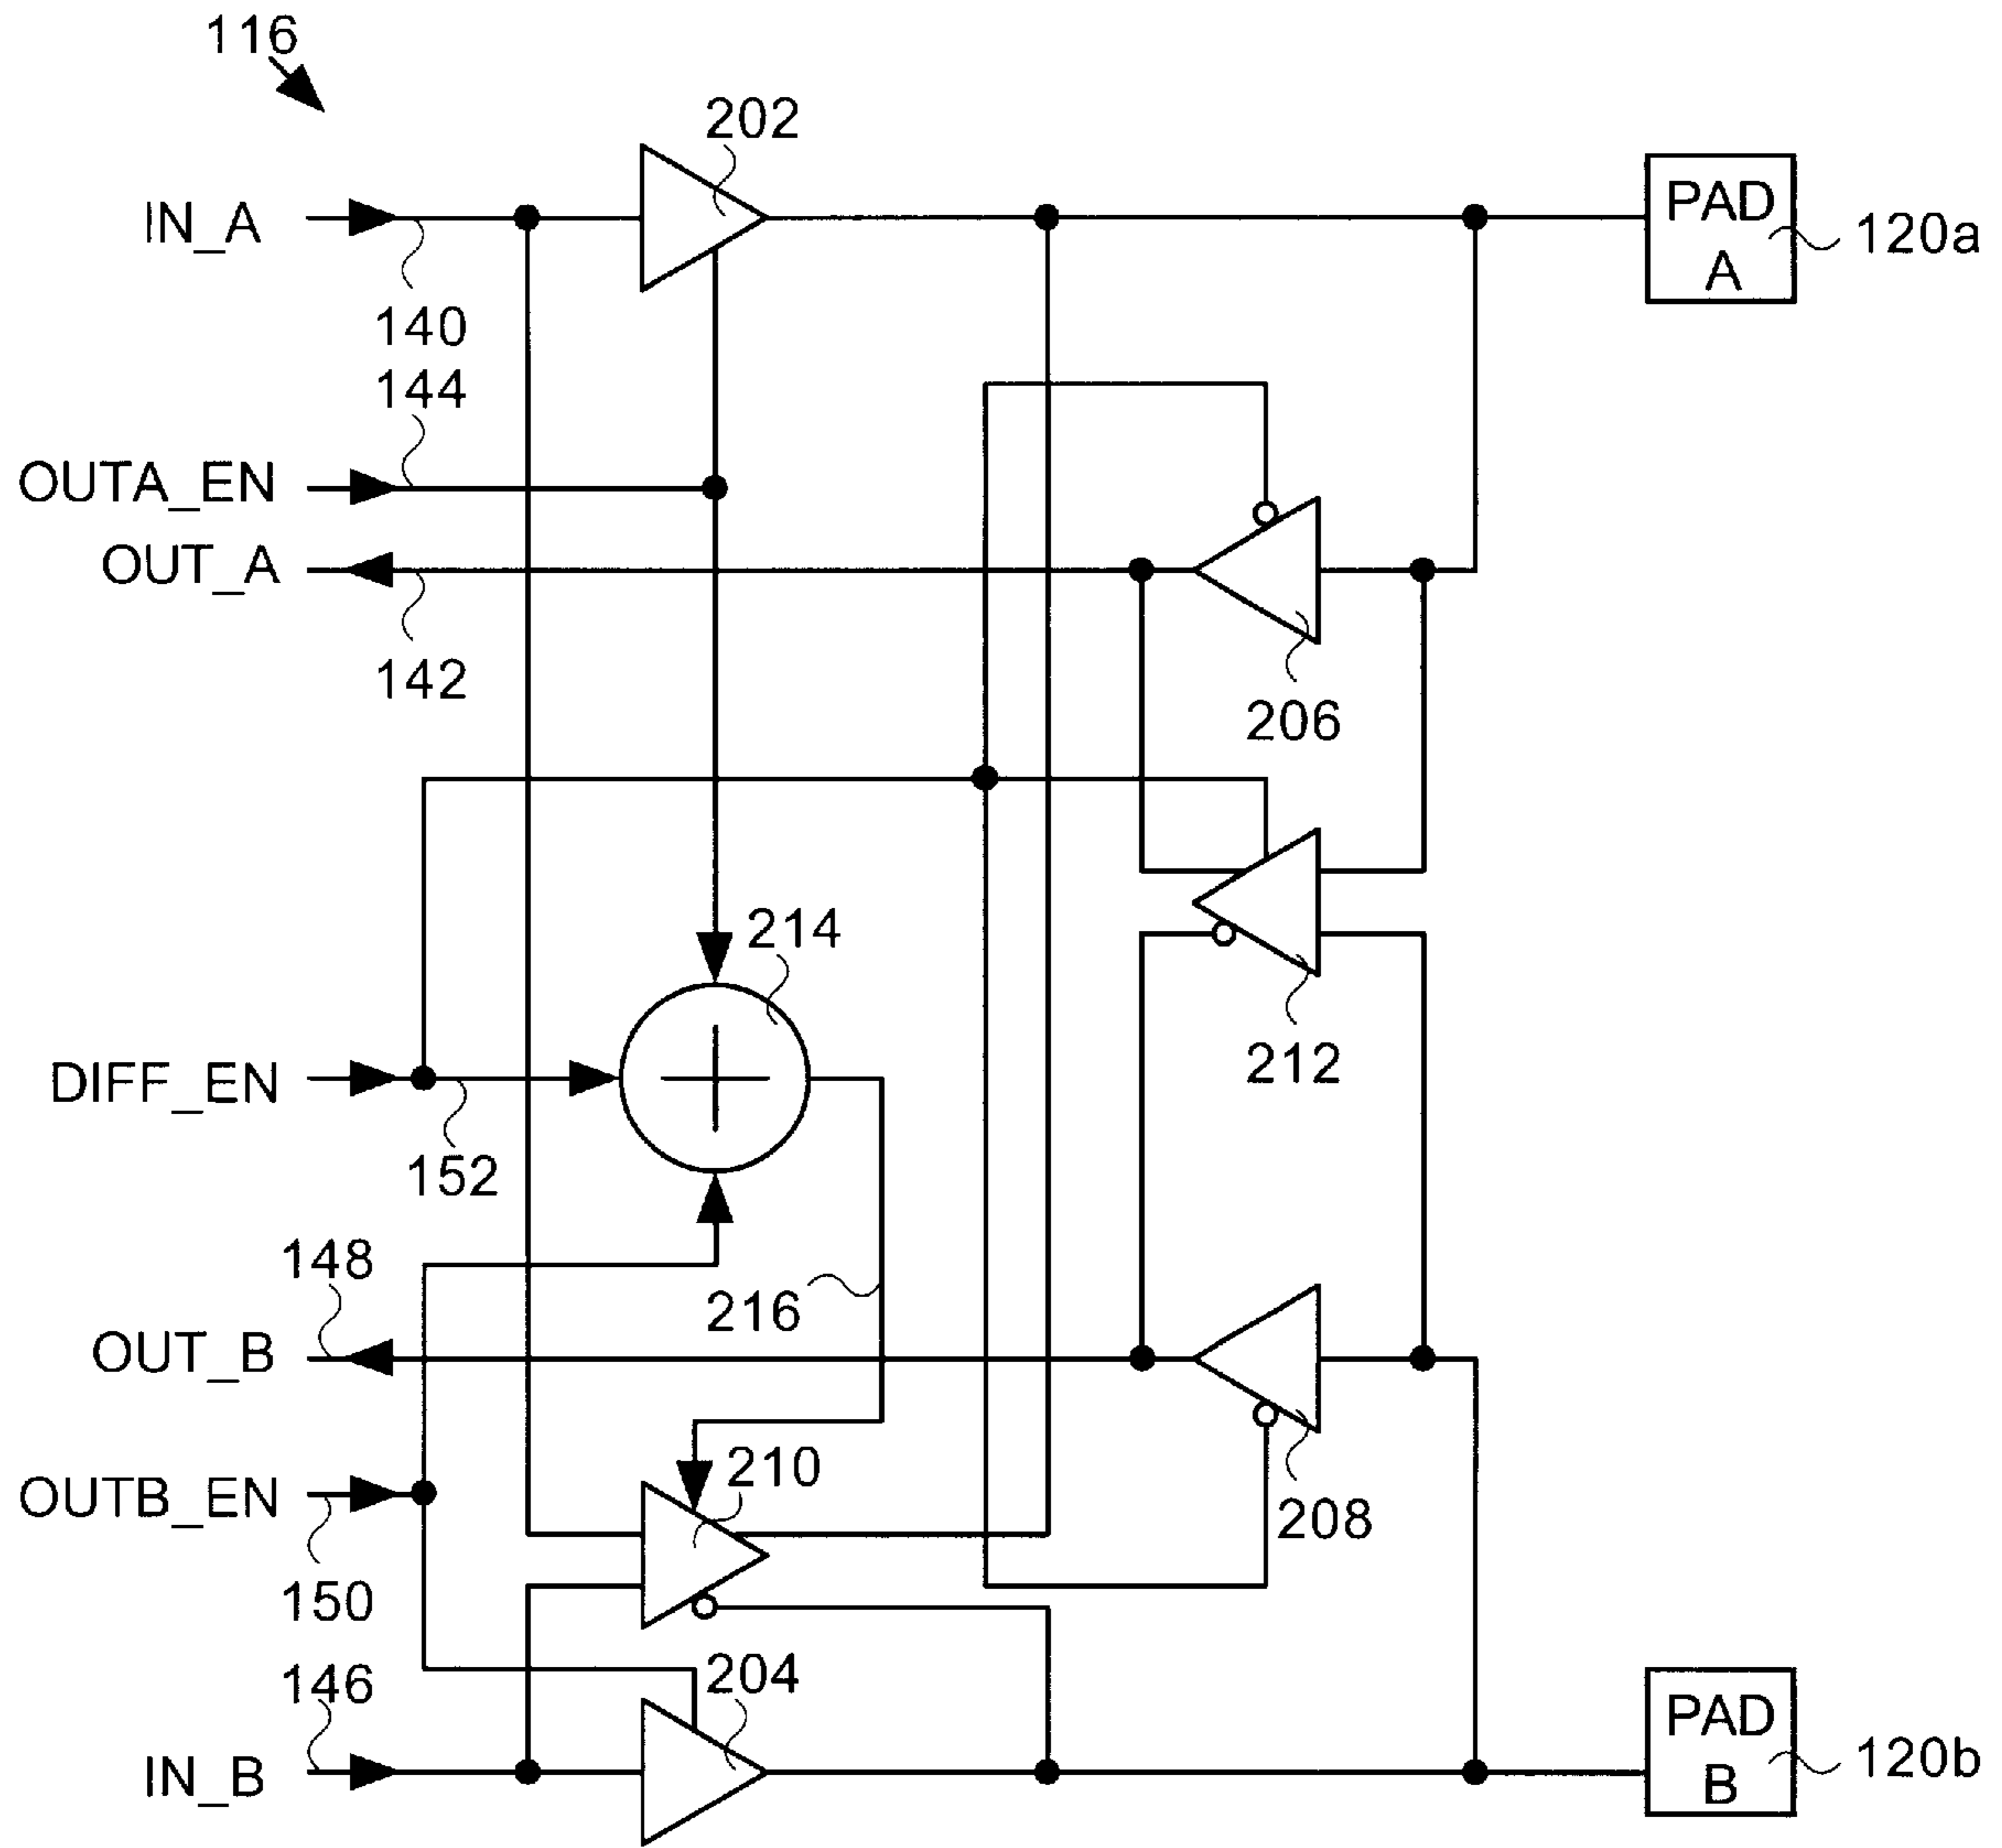 116
202
IN_A
PAD
A
120a
140
144
OUTA_EN
OUT_A
142
206
214
212
DIFF_EN
152
148
216
OUT_B
210
OUTB_EN
208
150
204
146
PAD
B
120b
IN_B